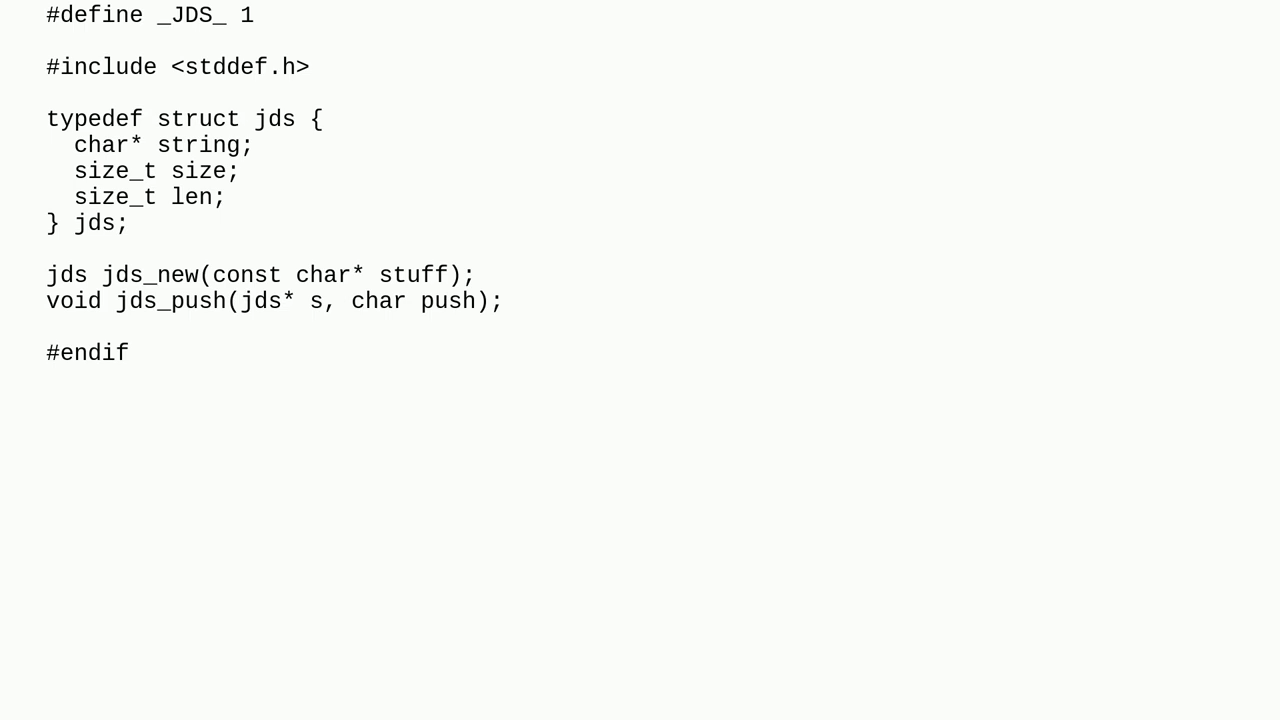 #define _JDS_ 1
#include <stddef.h>
typedef struct jds {
  char* string;
  size_t size;
  size_t len;
} jds;
jds jds_new(const char* stuff);
void jds_push(jds* s, char push);
#endif